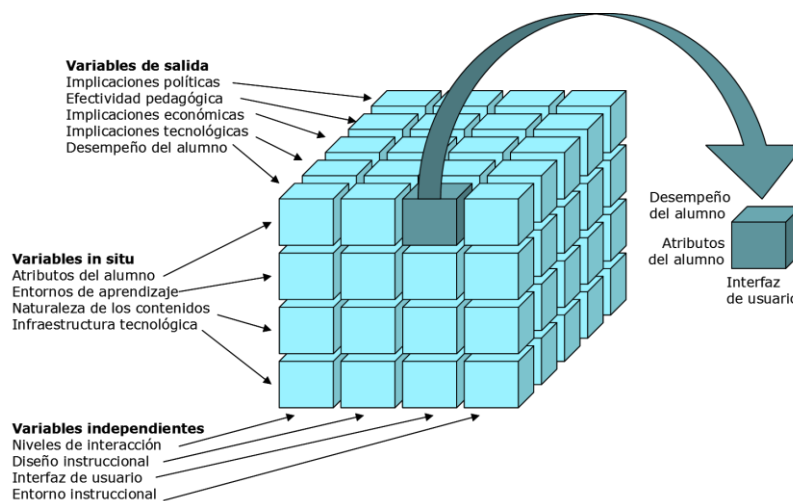 Variables de salida
Implicaciones políticas
Efectividad pedagógica
Implicaciones económicas
Implicaciones tecnológicas
Desempeño del alumno
Variables in situ
Atributos del alumno
Entornos de aprendizaje
Naturaleza de los contenidos
Infraestructura tecnológica
Variables independientes
Niveles de interacción
Diseño instruccional
Interfaz de usuario
Entorno instruccional
Desempeño
del alumno
Atributos
del alumno
Interfaz
de usuario